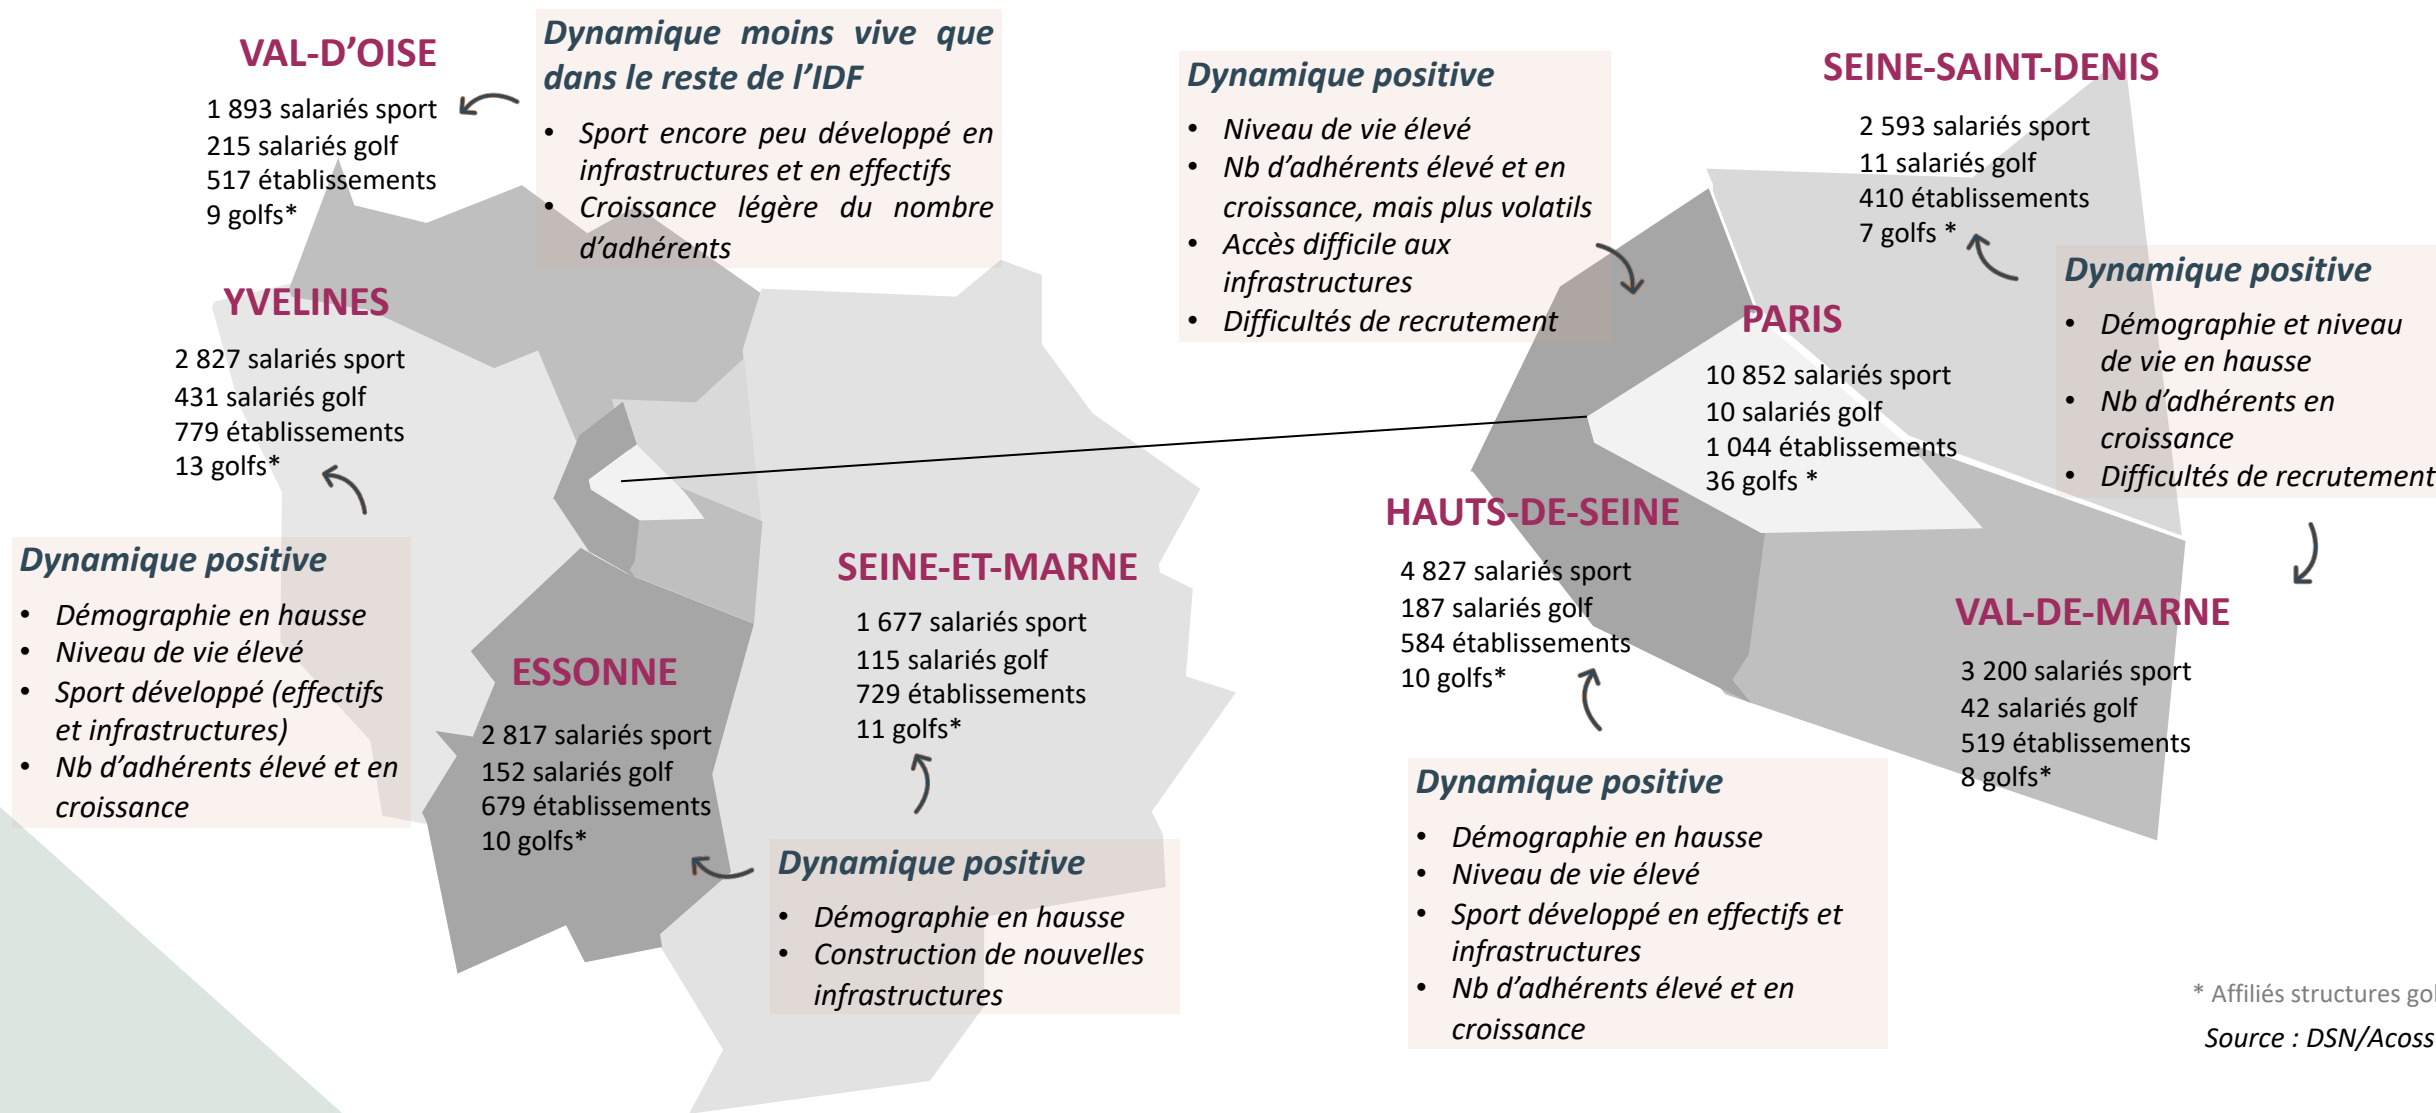 VAL-D’OISE
1 893 salariés sport
215 salariés golf
517 établissements
9 golfs*
Dynamique moins vive que
dans le reste de l’IDF
• Sport encore peu développé en
infrastructures et en effectifs
• Croissance légère du nombre
d’adhérents
YVELINES
2 827 salariés sport
431 salariés golf
779 établissements
13 golfs*
Dynamique positive
• Démographie en hausse
• Niveau de vie élevé
• Sport développé (effectifs
et infrastructures)
• Nb d’adhérents élevé et en
croissance
ESSONNE
2 817 salariés sport
152 salariés golf
679 établissements
10 golfs*
SEINE-ET-MARNE
1 677 salariés sport
115 salariés golf
729 établissements
11 golfs*
Dynamique positive
• Démographie en hausse
• Construction de nouvelles
infrastructures
Dynamique positive
• Niveau de vie élevé
• Nb d’adhérents élevé et en
croissance, mais plus volatils
• Accès difficile aux
infrastructures
• Difficultés de recrutement
PARIS
10 852 salariés sport
10 salariés golf
1 044 établissements
36 golfs *
SEINE-SAINT-DENIS
2 593 salariés sport
11 salariés golf
410 établissements
7 golfs *
Dynamique positive
• Démographie et niveau
de vie en hausse
• Nb d’adhérents en
croissance
• Difficultés de recrutement
HAUTS-DE-SEINE
4 827 salariés sport
187 salariés golf
584 établissements
10 golfs*
Dynamique positive
• Démographie en hausse
• Niveau de vie élevé
• Sport développé en effectifs et
infrastructures
• Nb d’adhérents élevé et en
croissance
VAL-DE-MARNE
3 200 salariés sport
42 salariés golf
519 établissements
8 golfs*
* Affiliés structures
Source : DSN/Acoss